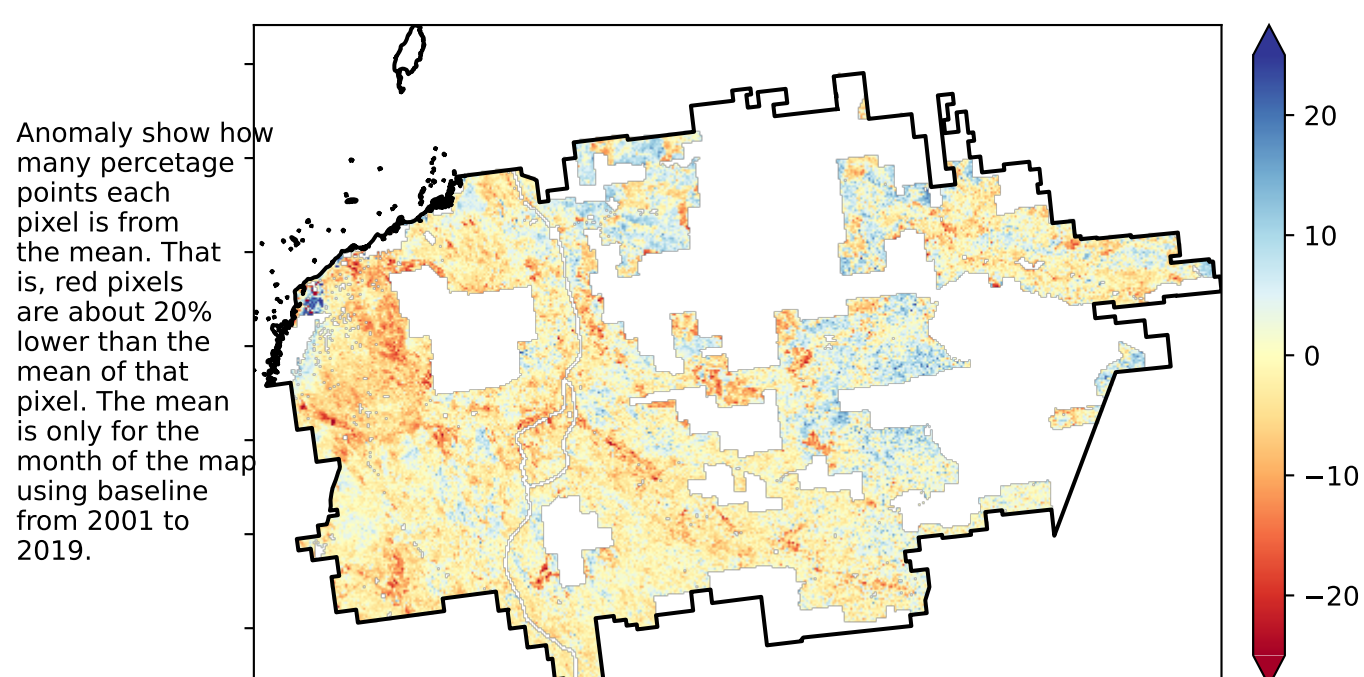 Anomaly show how
many percetage
points each
pixel is from
the mean. That
is, red pixels
are about 20%
lower than the
mean of that
pixel. The mean
is only for the
month of the map
using baseline
from 2001 to
2019.
20
10
0
−10
−20